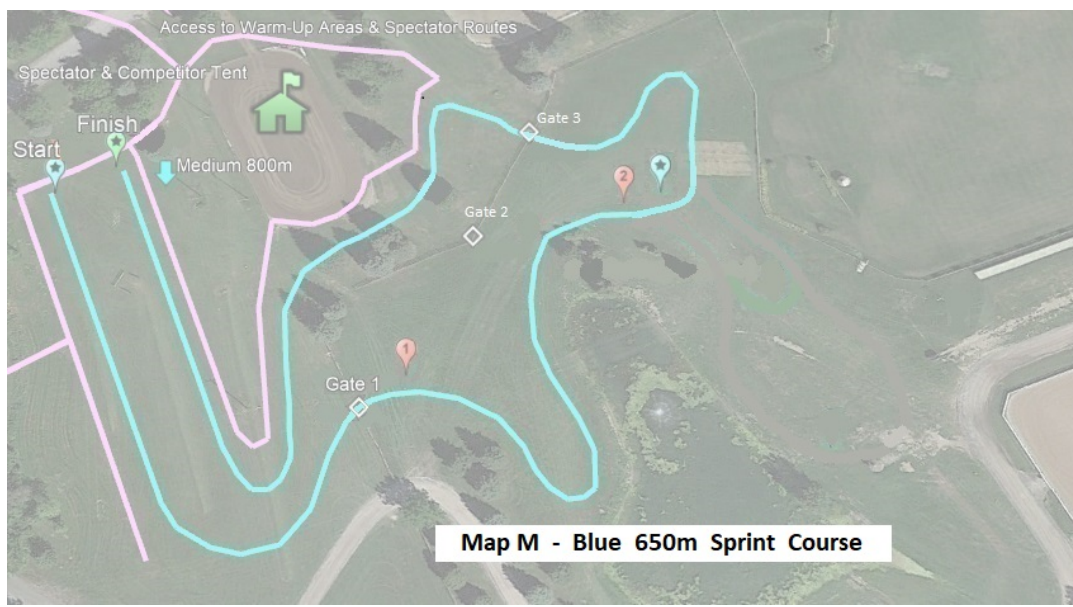 Access to Warm-Up Areas & Spectator Routes
Spectator & Competitor Tent
Finish
Start
Medium 800m
Gate 3
2
Gate 2
1
Gate 1
Map M - Blue 650m Sprint Course